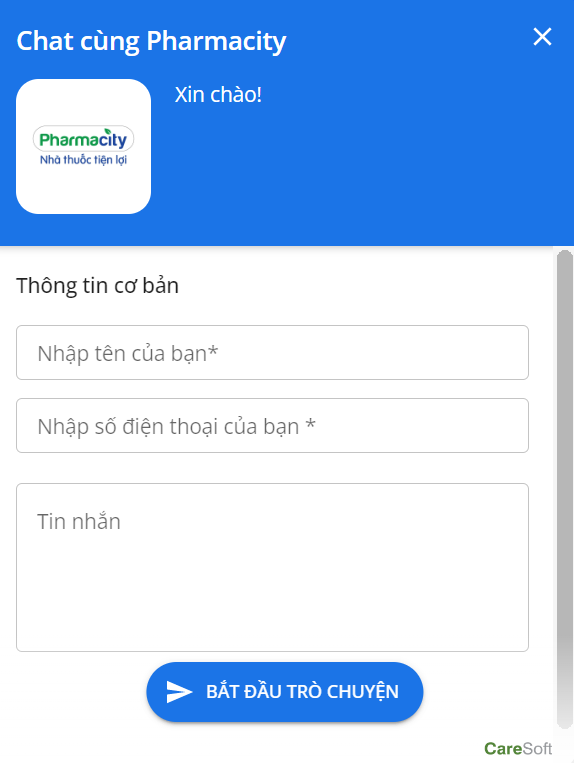 Chat cùng Pharmacity
Xin chào!
Pharmacity
Nhà thuốc tiện lợi
Thông tin cơ bản
Nhập tên của bạn*
Nhập số điện thoại của bạn *
Tin nhắn
BẮT ĐẦU TRÒ CHUYỆN
CareSoft